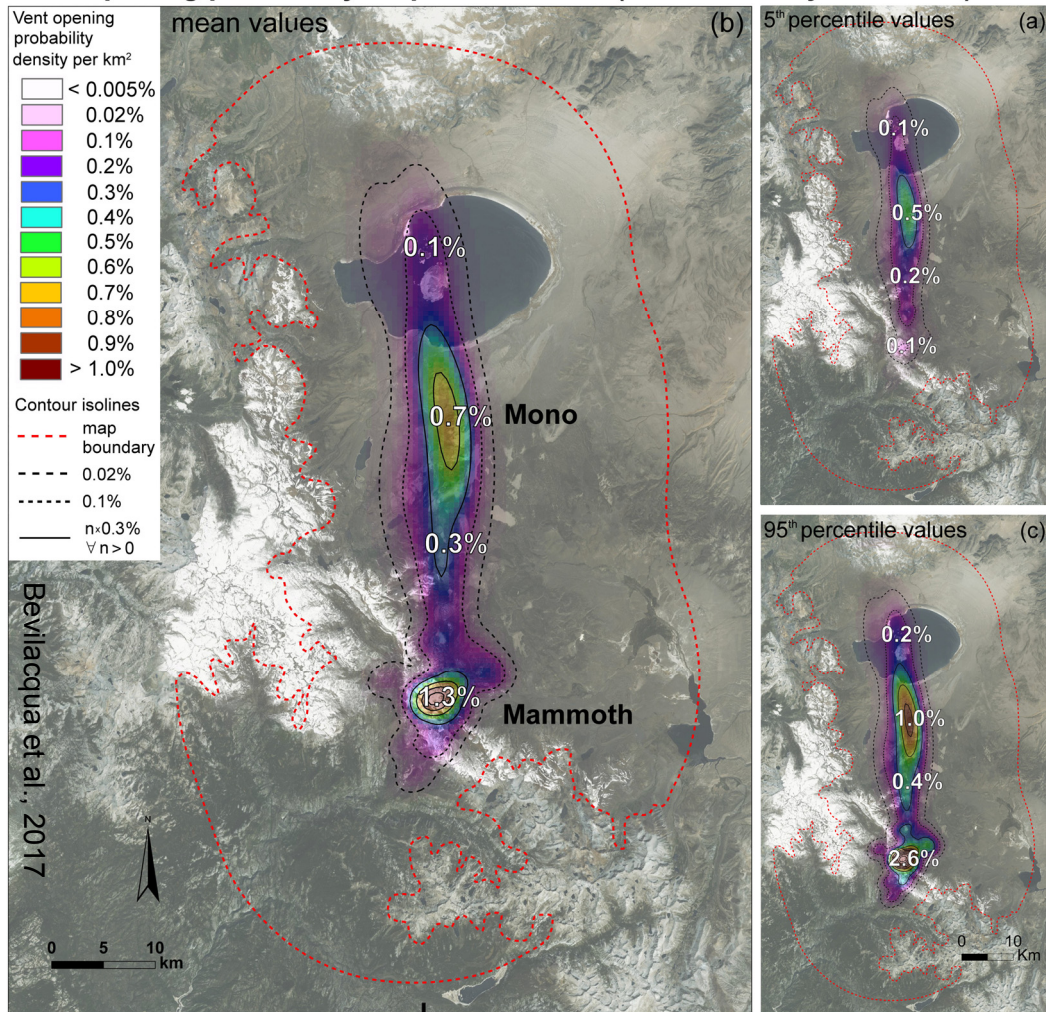 Vent opening
probability
density per km²
< 0.005%
0.02%
0.1%
0.2%
0.3%
0.4%
0.5%
0.6%
0.7%
0.8%
0.9%
> 1.0%
Contour isolines
map
boundary
0.02%
0.1%
n×0.3%
∀ n > 0
Bevilacqua et al., 2017
mean values
(b)
0.1%
0.7%
Mono
0.3%
1.3%
Mammoth
N
0 5 10
km
5th percentile values
(a)
0.1%
0.5%
0.2%
0.1%
95th percentile values
(c)
0.2%
1.0%
0.4%
2.6%
0 10
Km